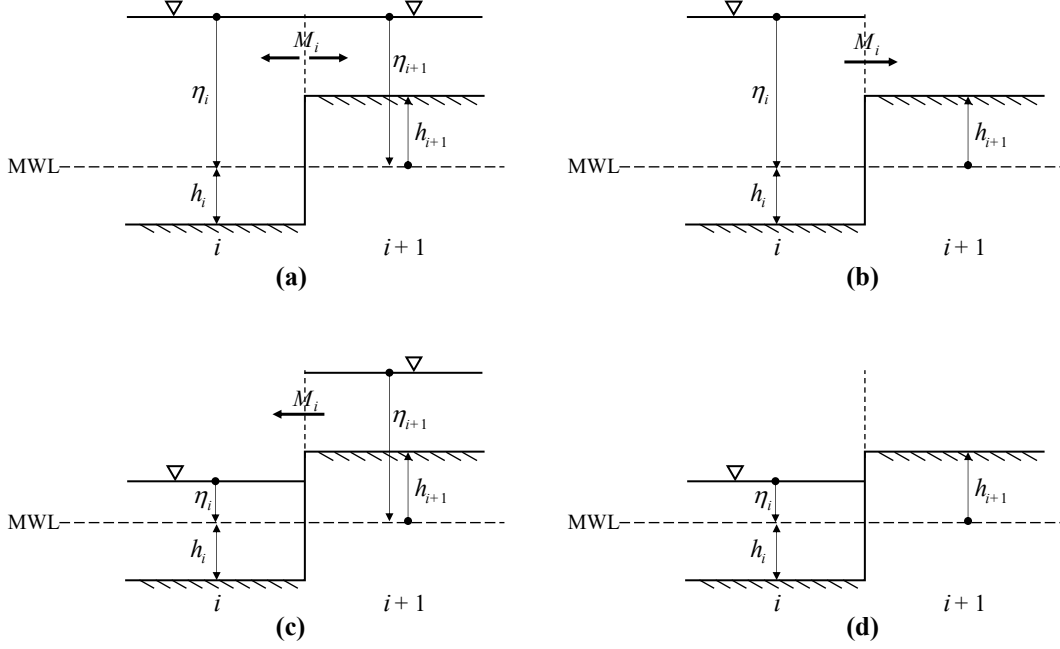 M_i M_i
η_i η_{i+1} η_i
h_{i+1} h_{i+1}
MWL MWL
h_i h_i
i i + 1 i i + 1
(a) (b)
M_i η_{i+1}
η_i h_{i+1} η_i h_{i+1}
MWL MWL
h_i h_i
i i + 1 i i + 1
(c) (d)